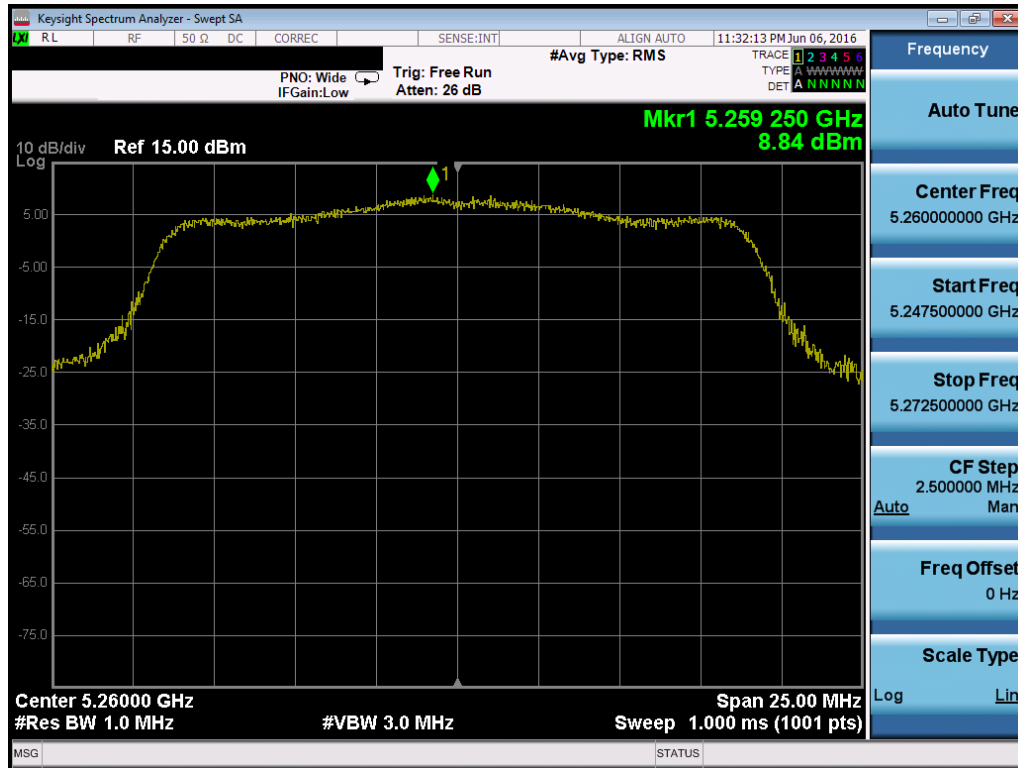 Keysight Spectrum Analyzer - Swept SA
LXI RL RF 50 Ω DC CORREC SENSE:INT ALIGN AUTO 11:32:13 PM Jun 06, 2016
#Avg Type: RMS
TRACE 1 2 3 4 5 6
PNO: Wide Trig: Free Run
TYPE A WWWWW
IFGain:Low Atten: 26 dB
DET A N N N N N
Mkr1 5.259 250 GHz
8.84 dBm
10 dB/div Ref 15.00 dBm
Log
1
5.00
-5.00
-15.0
-25.0
-35.0
-45.0
-55.0
-65.0
-75.0
Center 5.26000 GHz Span 25.00 MHz
#Res BW 1.0 MHz #VBW 3.0 MHz Sweep 1.000 ms (1001 pts)
MSG STATUS
Frequency
Auto Tune
Center Freq
5.260000000 GHz
Start Freq
5.247500000 GHz
Stop Freq
5.272500000 GHz
CF Step
2.500000 MHz
Auto Man
Freq Offset
0 Hz
Scale Type
Log Lin